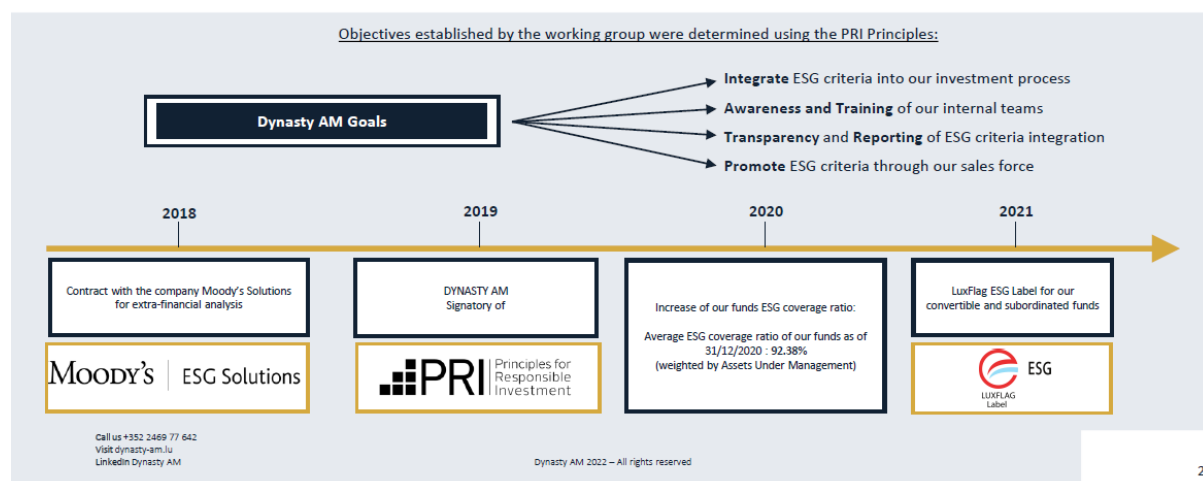 Objectives established by the working group were determined using the PRI Principles:
Dynasty AM Goals
Integrate ESG criteria into our investment process
Awareness and Training of our internal teams
Transparency and Reporting of ESG criteria integration
Promote ESG criteria through our sales force
2018
2019
2020
2021
Contract with the company Moody's Solutions
for extra-financial analysis
MOODY'S | ESG Solutions
DYNASTY AM
Signatory of
PRI | Principles for
Responsible
Investment
Increase of our funds ESG coverage ratio:
Average ESG coverage ratio of our funds as of
31/12/2020 : 92.38%
(weighted by Assets Under Management)
LuxFlag ESG Label for our
convertible and subordinated funds
ESG
LUXFLAG
Label
Call us +352 2469 77 642
Visit dynasty-am.lu
LinkedIn Dynasty AM
Dynasty AM 2022 – All rights reserved
2